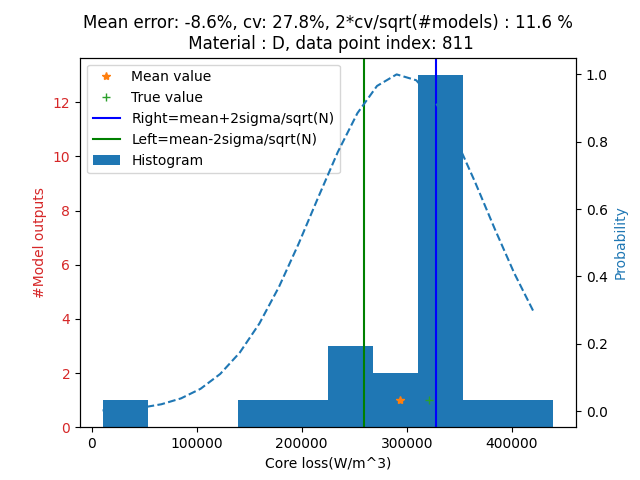 Mean error: -8.6%, cv: 27.8%, 2*cv/sqrt(#models) : 11.6 %
Material : D, data point index: 811
Mean value
True value
Right=mean+2sigma/sqrt(N)
Left=mean-2sigma/sqrt(N)
Histogram
#Model outputs
12
10
8
6
4
2
0
Probability
1.0
0.8
0.6
0.4
0.2
0.0
0 100000 200000 300000 400000
Core loss(W/m^3)